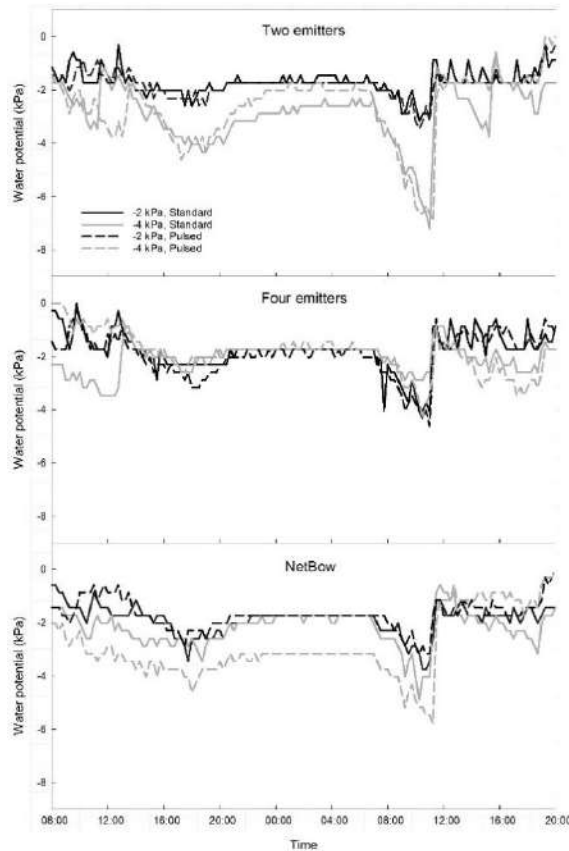 Two emitters
0
-2
-4
-6
-8
Water potential (kPa)
-2 kPa, Standard
-4 kPa, Standard
-2 kPa, Pulsed
-4 kPa, Pulsed
Four emitters
0
-2
-4
-6
-8
Water potential (kPa)
NetBow
0
-2
-4
-6
-8
Water potential (kPa)
08:00 12:00 16:00 20:00 00:00 04:00 08:00 12:00 16:00 20:00
Time